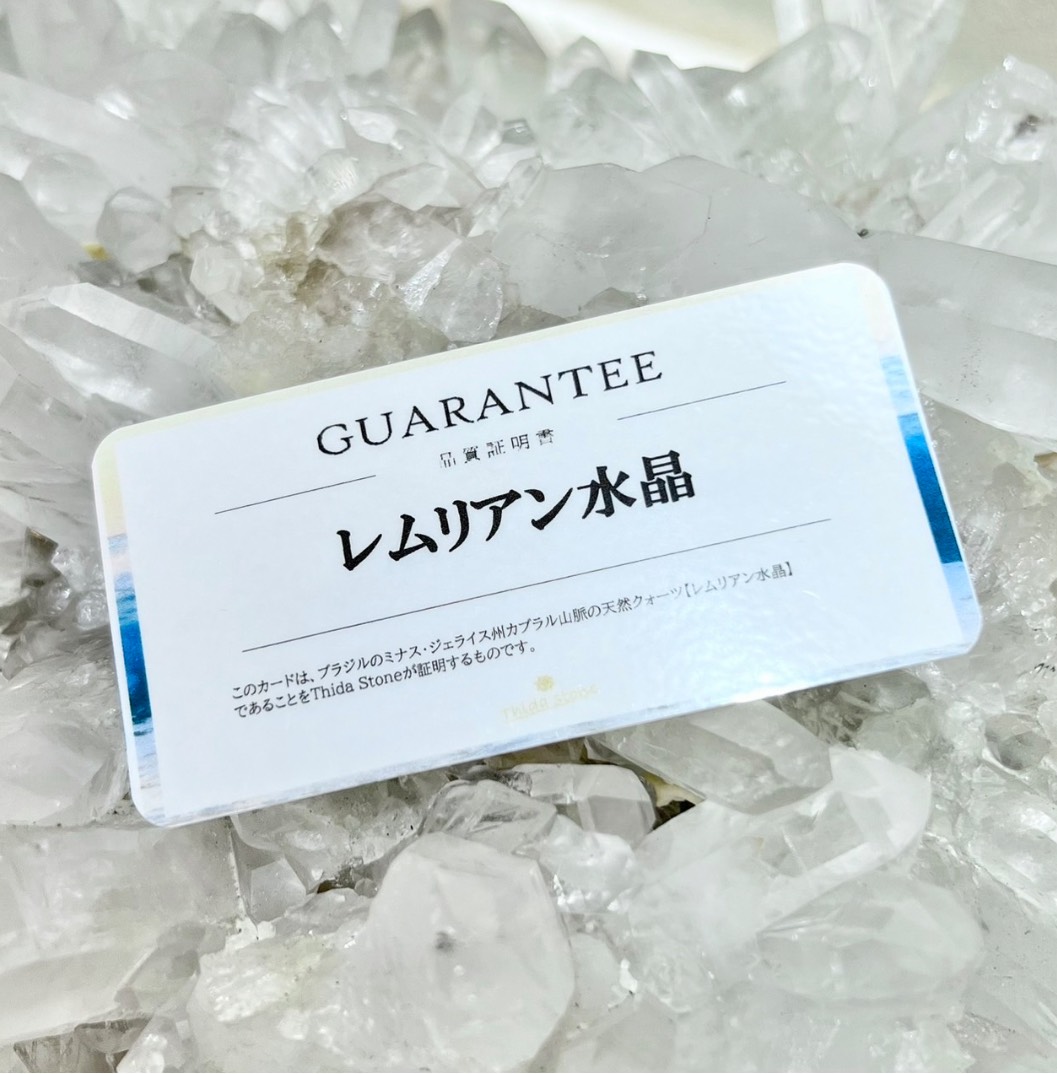 GUARANTEE
品質証明書
レムリアン水晶
このカードは、ブラジルのミナス・ジェライス州カブラル山脈の天然クォーツ【レムリアン水晶】
であることをThida Stoneが証明するものです。
Thida Stone